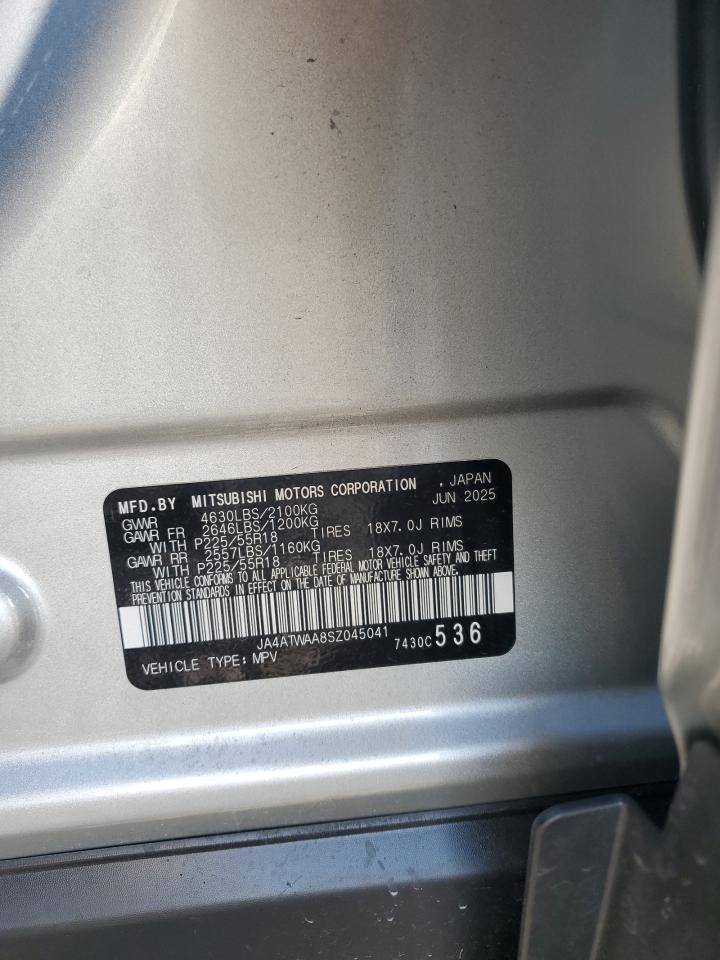 MFD.BY MITSUBISHI MOTORS CORPORATION . JAPAN
JUN 2025
GVWR 4630LBS/2100KG
GAWR FR 2646LBS/1200KG
WITH P225/55R18 TIRES 18X7.0J RIMS
GAWR RR 2557LBS/1160KG
WITH P225/55R18 TIRES 18X7.0J RIMS
THIS VEHICLE CONFORMS TO ALL APPLICABLE FEDERAL MOTOR VEHICLE SAFETY AND THEFT
PREVENTION STANDARDS IN EFFECT ON THE DATE OF MANUFACTURE SHOWN ABOVE.
JA4ATWAA8SZ045041
7430C 536
VEHICLE TYPE: MPV